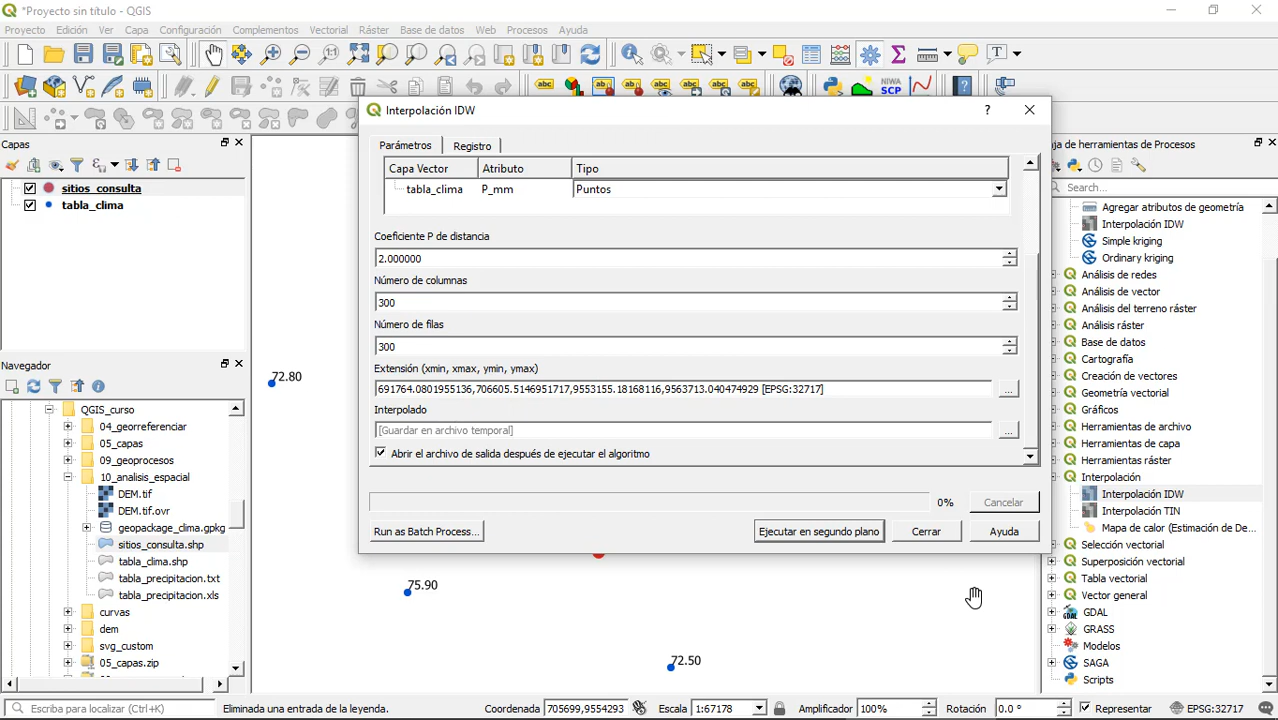 *Proyecto sin título - QGIS
Proyecto Edición Ver Capa Configuración Complementos Vectorial Ráster Base de datos Web Procesos Ayuda
NIWA
SCP
Capas
sitios_consulta
tabla_clima
Interpolación IDW
Parámetros
Registro
Capa Vector
Atributo
Tipo
tabla_clima
P_mm
Puntos
Coeficiente P de distancia
2.000000
Número de columnas
300
Número de filas
300
Extensión (xmin, xmax, ymin, ymax)
691764.0801955136,706605.5146951717,9553155.18168116,9563713.040474929 [EPSG:32717]
...
Interpolado
[Guardar en archivo temporal]
...
Abrir el archivo de salida después de ejecutar el algoritmo
0%
Cancelar
Run as Batch Process...
Ejecutar en segundo plano
Cerrar
Ayuda
72.80
75.90
72.50
Navegador
QGIS_curso
04_georreferenciar
05_capas
09_geoprocesos
10_analisis_espacial
DEM.tif
DEM.tif.ovr
geopackage_clima.gpkg
sitios_consulta.shp
tabla_clima.shp
tabla_precipitacion.txt
tabla_precipitacion.xls
curvas
dem
svg_custom
05_capas.zip
ja de herramientas de Procesos
Search...
Agregar atributos de geometría
Interpolación IDW
Simple kriging
Ordinary kriging
Análisis de redes
Análisis de vector
Análisis del terreno ráster
Análisis ráster
Base de datos
Cartografía
Creación de vectores
Geometría vectorial
Gráficos
Herramientas de archivo
Herramientas de capa
Herramientas ráster
Interpolación
Interpolación IDW
Interpolación TIN
Mapa de calor (Estimación de De...
Selección vectorial
Superposición vectorial
Tabla vectorial
Vector general
GDAL
GRASS
Modelos
SAGA
Scripts
Escriba para localizar (Ctrl+K)
Eliminada una entrada de la leyenda.
Coordenada 705699,9554293
Escala 1:67178
Amplificador 100%
Rotación 0.0 °
Representar
EPSG:32717